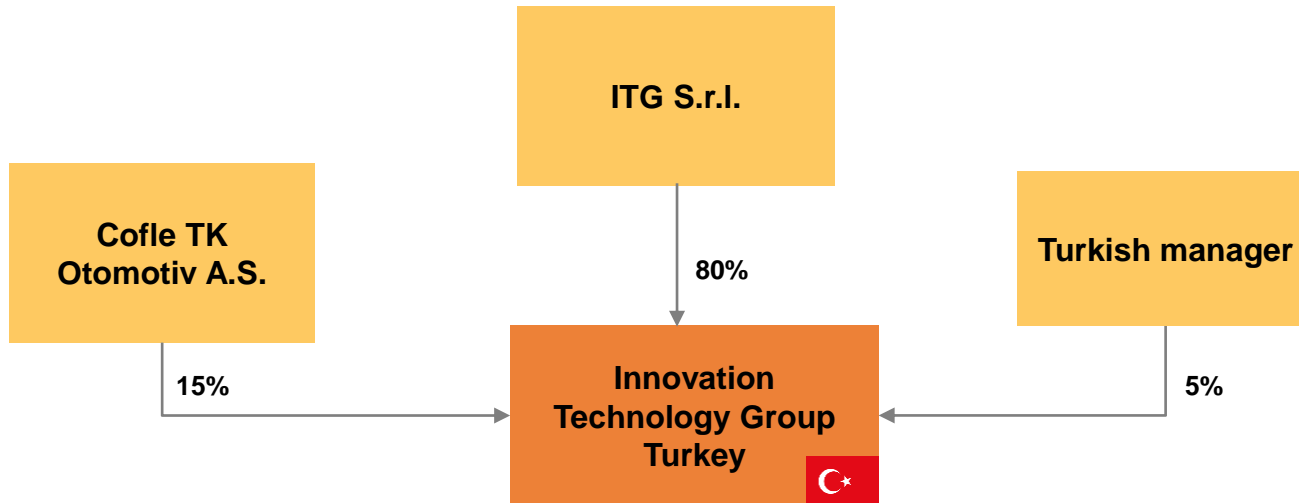 ITG S.r.l.
Cofle TK
Otomotiv A.S.
Turkish manager
80%
15%
5%
Innovation
Technology Group
Turkey